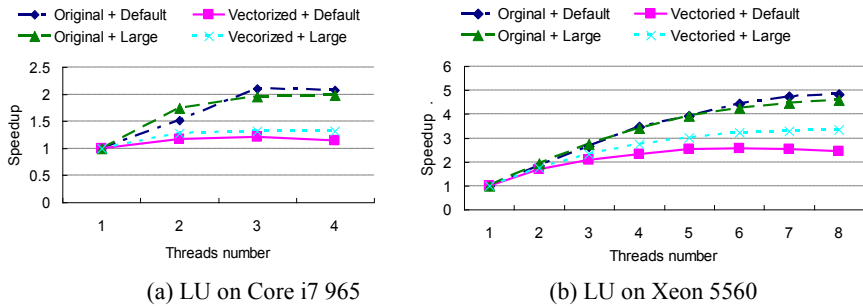 Orginal + Default
Vectorized + Default
Original + Large
Vecorized + Large
2.5
2
1.5
1
0.5
0
Speedup
1 2 3 4
Threads number
(a) LU on Core i7 965
Orginal + Default
Vectoried + Default
Orginal + Large
Vectoried + Large
6
5
4
3
2
1
Speedup .
1 2 3 4 5 6 7 8
Threads number
(b) LU on Xeon 5560